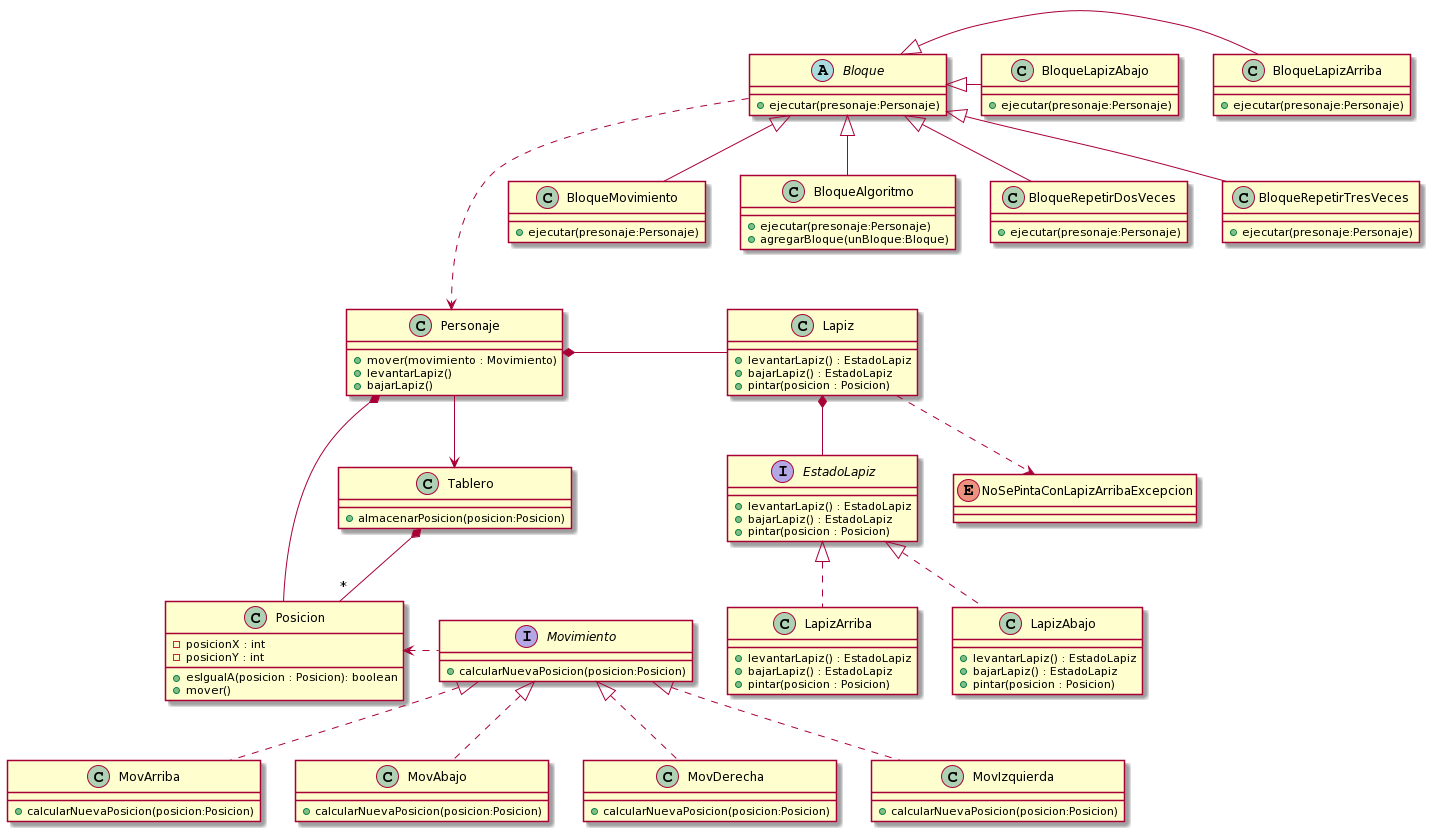 A Bloque
+ ejecutar(presonaje:Personaje)
C BloqueLapizAbajo
ejecutar(presonaje:Personaje)
C BloqueLapizArriba
ejecutar(presonaje:Personaje)
C BloqueMovimiento
ejecutar(presonaje:Personaje)
C BloqueAlgoritmo
ejecutar(presonaje:Personaje)
agregarBloque(unBloque:Bloque)
C BloqueRepetirDosVeces
ejecutar(presonaje:Personaje)
C BloqueRepetirTresVeces
ejecutar(presonaje:Personaje)
C Personaje
mover(movimiento : Movimiento)
levantarLapiz()
bajarLapiz()
C Lapiz
levantarLapiz() : EstadoLapiz
bajarLapiz() : EstadoLapiz
pintar(posicion : Posicion)
C Tablero
almacenarPosicion(posicion:Posicion)
*
I EstadoLapiz
levantarLapiz() : EstadoLapiz
bajarLapiz() : EstadoLapiz
pintar(posicion : Posicion)
E NoSePintaConLapizArribaExcepcion
C Posicion
posicionX : int
posicionY : int
esIgualA(posicion : Posicion): boolean
mover()
I Movimiento
calcularNuevaPosicion(posicion:Posicion)
C LapizArriba
levantarLapiz() : EstadoLapiz
bajarLapiz() : EstadoLapiz
pintar(posicion : Posicion)
C LapizAbajo
levantarLapiz() : EstadoLapiz
bajarLapiz() : EstadoLapiz
pintar(posicion : Posicion)
C MovArriba
calcularNuevaPosicion(posicion:Posicion)
C MovAbajo
calcularNuevaPosicion(posicion:Posicion)
C MovDerecha
calcularNuevaPosicion(posicion:Posicion)
C MovIzquierda
calcularNuevaPosicion(posicion:Posicion)